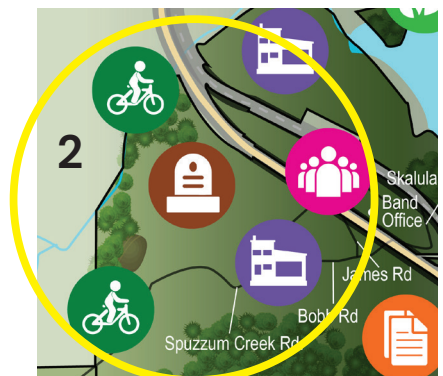 2
Skalula
Band
Office
James Rd
Bobb Rd
Spuzzum Creek Rd